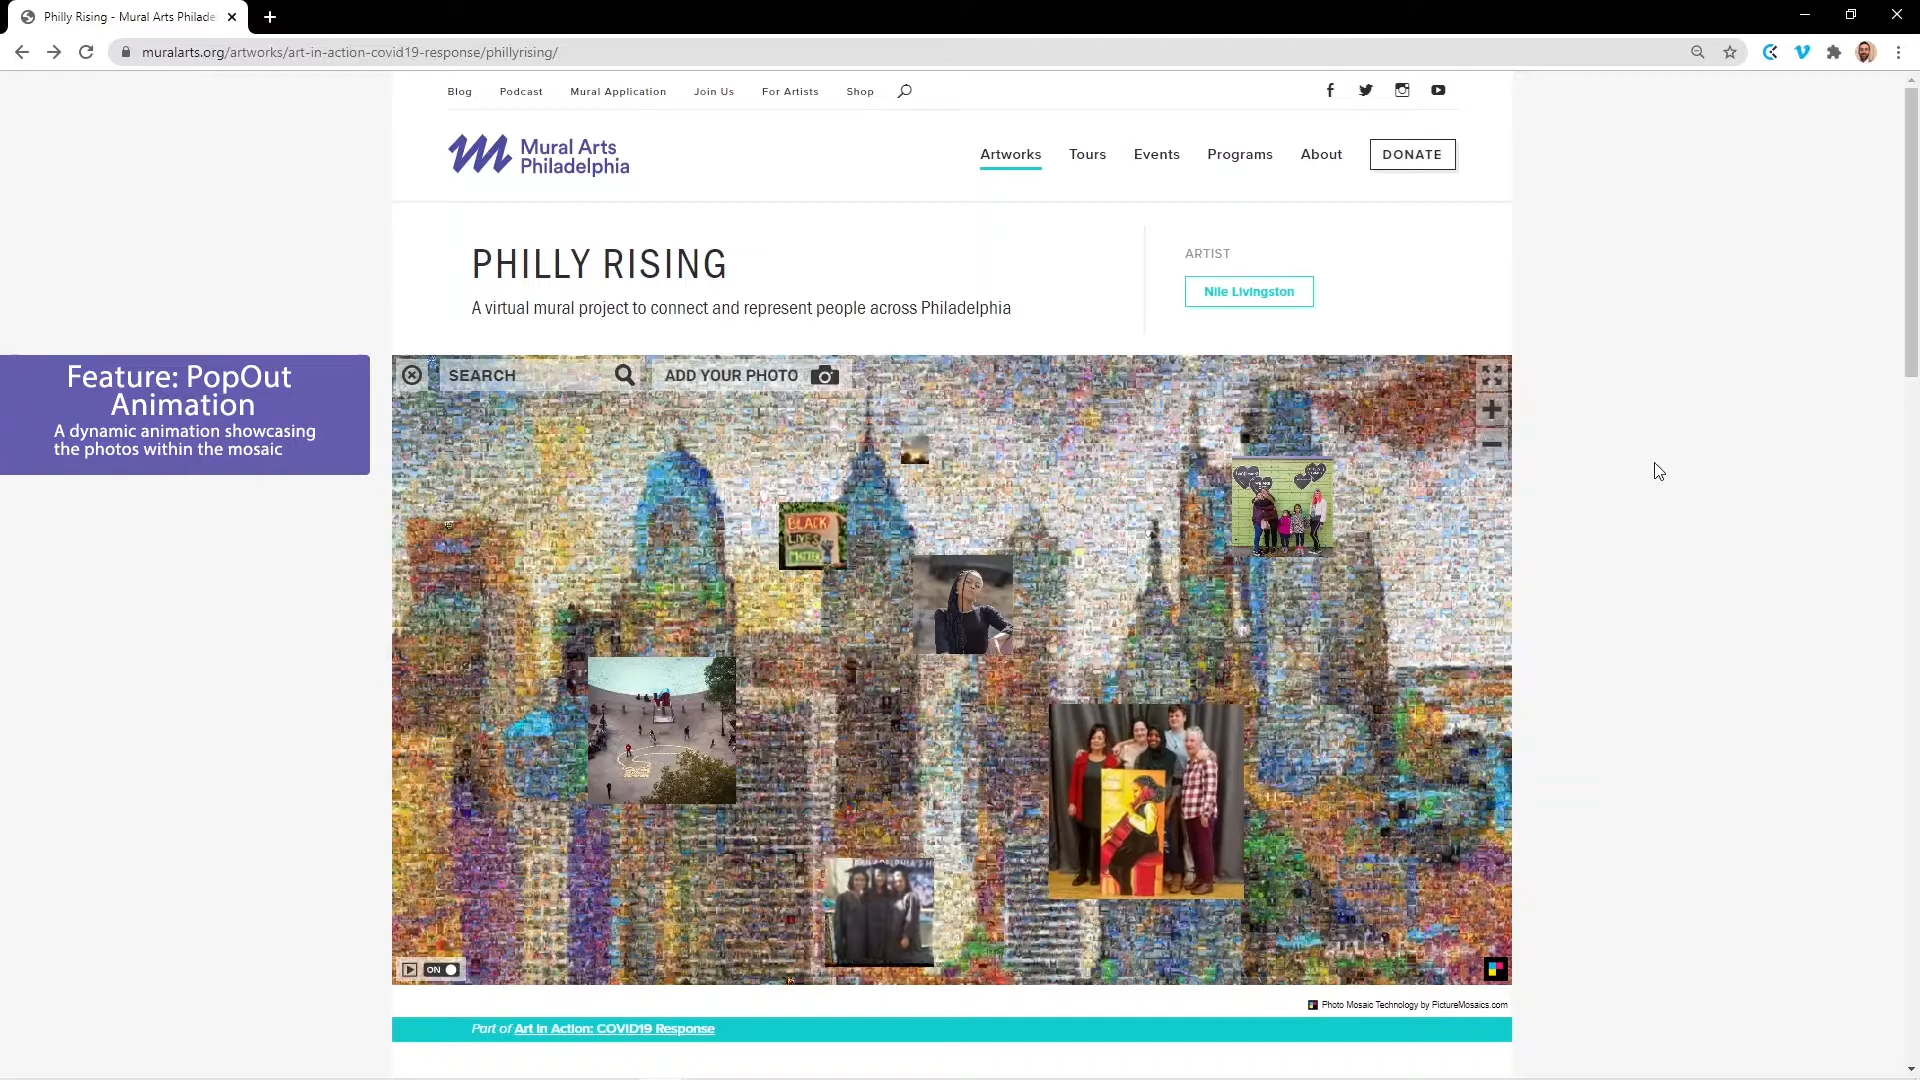 Philly Rising - Mural Arts Philade
muralarts.org/artworks/art-in-action-covid19-response/phillyrising/
Blog Podcast Mural Application Join Us For Artists Shop
Mural Arts
Philadelphia
Artworks Tours Events Programs About DONATE
PHILLY RISING
A virtual mural project to connect and represent people across Philadelphia
ARTIST
Nile Livingston
Feature: PopOut
Animation
A dynamic animation showcasing
the photos within the mosaic
SEARCH ADD YOUR PHOTO
BLACK
LIVES
MATTER
ON
Photo Mosaic Technology by PictureMosaics.com
Part of Art in Action: COVID19 Response